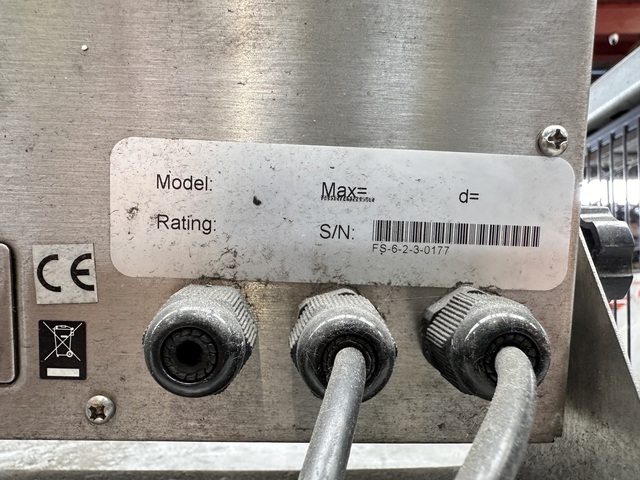 Model: Max= d=
Rating: S/N:
FS-6-2-3-0177
CE